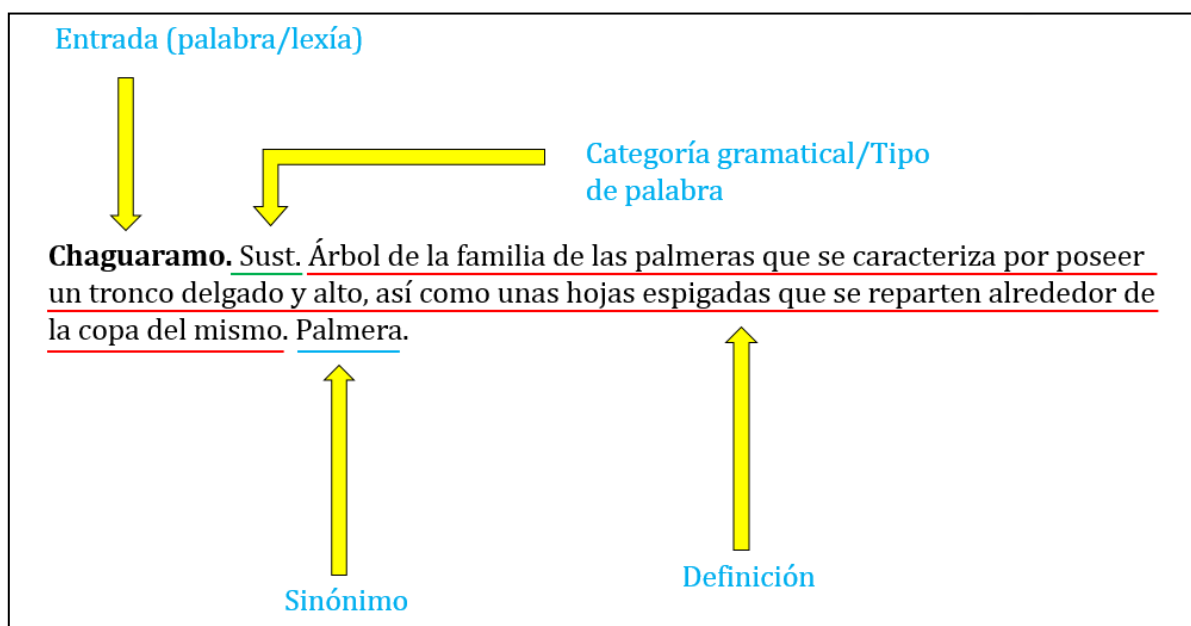 Entrada (palabra/lexía)
Categoría gramatical/Tipo
de palabra
Chaguaramo. Sust. Árbol de la familia de las palmeras que se caracteriza por poseer
un tronco delgado y alto, así como unas hojas espigadas que se reparten alrededor de
la copa del mismo. Palmera.
Definición
Sinónimo